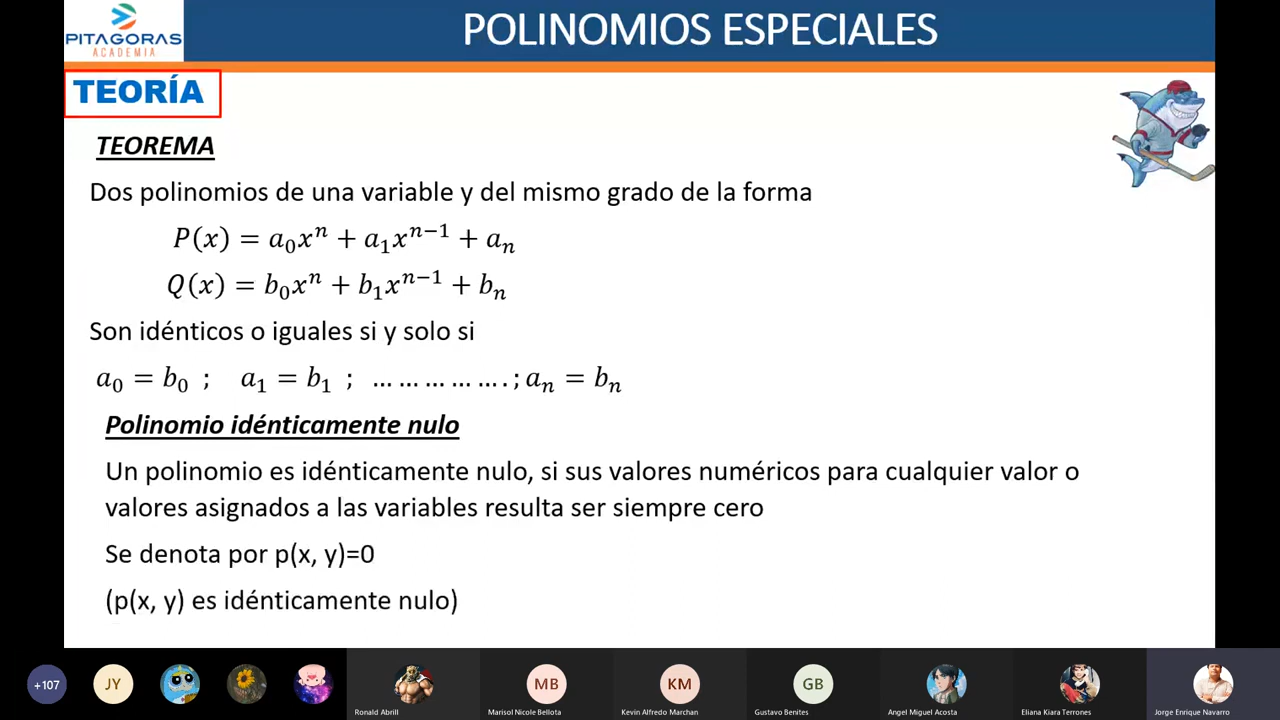 PITAGORAS
ACADEMIA
POLINOMIOS ESPECIALES
TEORÍA
TEOREMA
Dos polinomios de una variable y del mismo grado de la forma
P(x) = a₀xⁿ + a₁xⁿ⁻¹ + aₙ
Q(x) = b₀xⁿ + b₁xⁿ⁻¹ + bₙ
Son idénticos o iguales si y solo si
a₀ = b₀ ; a₁ = b₁ ; … … … … … . ; aₙ = bₙ
Polinomio idénticamente nulo
Un polinomio es idénticamente nulo, si sus valores numéricos para cualquier valor o
valores asignados a las variables resulta ser siempre cero
Se denota por p(x, y)=0
(p(x, y) es idénticamente nulo)
+107
JY
MB
KM
GB
Ronald Abrill
Marisol Nicole Bellota
Kevin Alfredo Marchan
Gustavo Benites
Angel Miguel Acosta
Eliana Kiara Terrones
Jorge Enrique Navarro